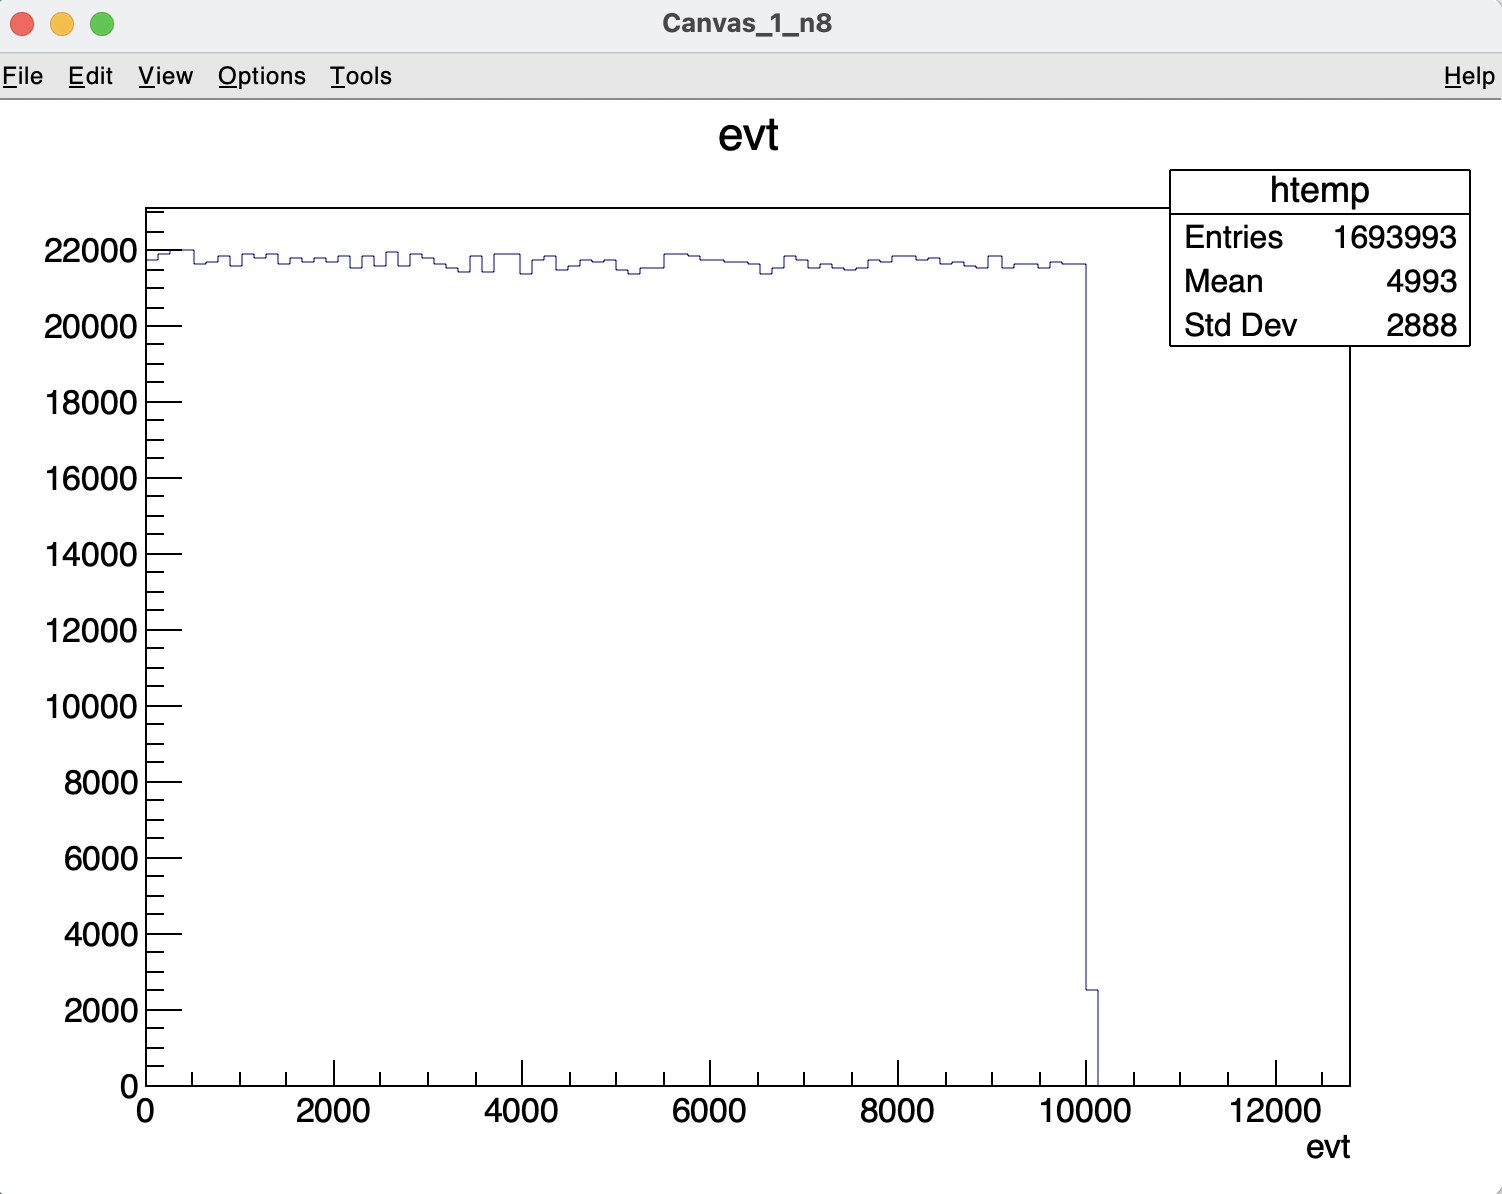 Canvas_1_n8
File Edit View Options Tools Help
evt
htemp
Entries 1693993
Mean 4993
Std Dev 2888
22000
20000
18000
16000
14000
12000
10000
8000
6000
4000
2000
0
0 2000 4000 6000 8000 10000 12000
evt